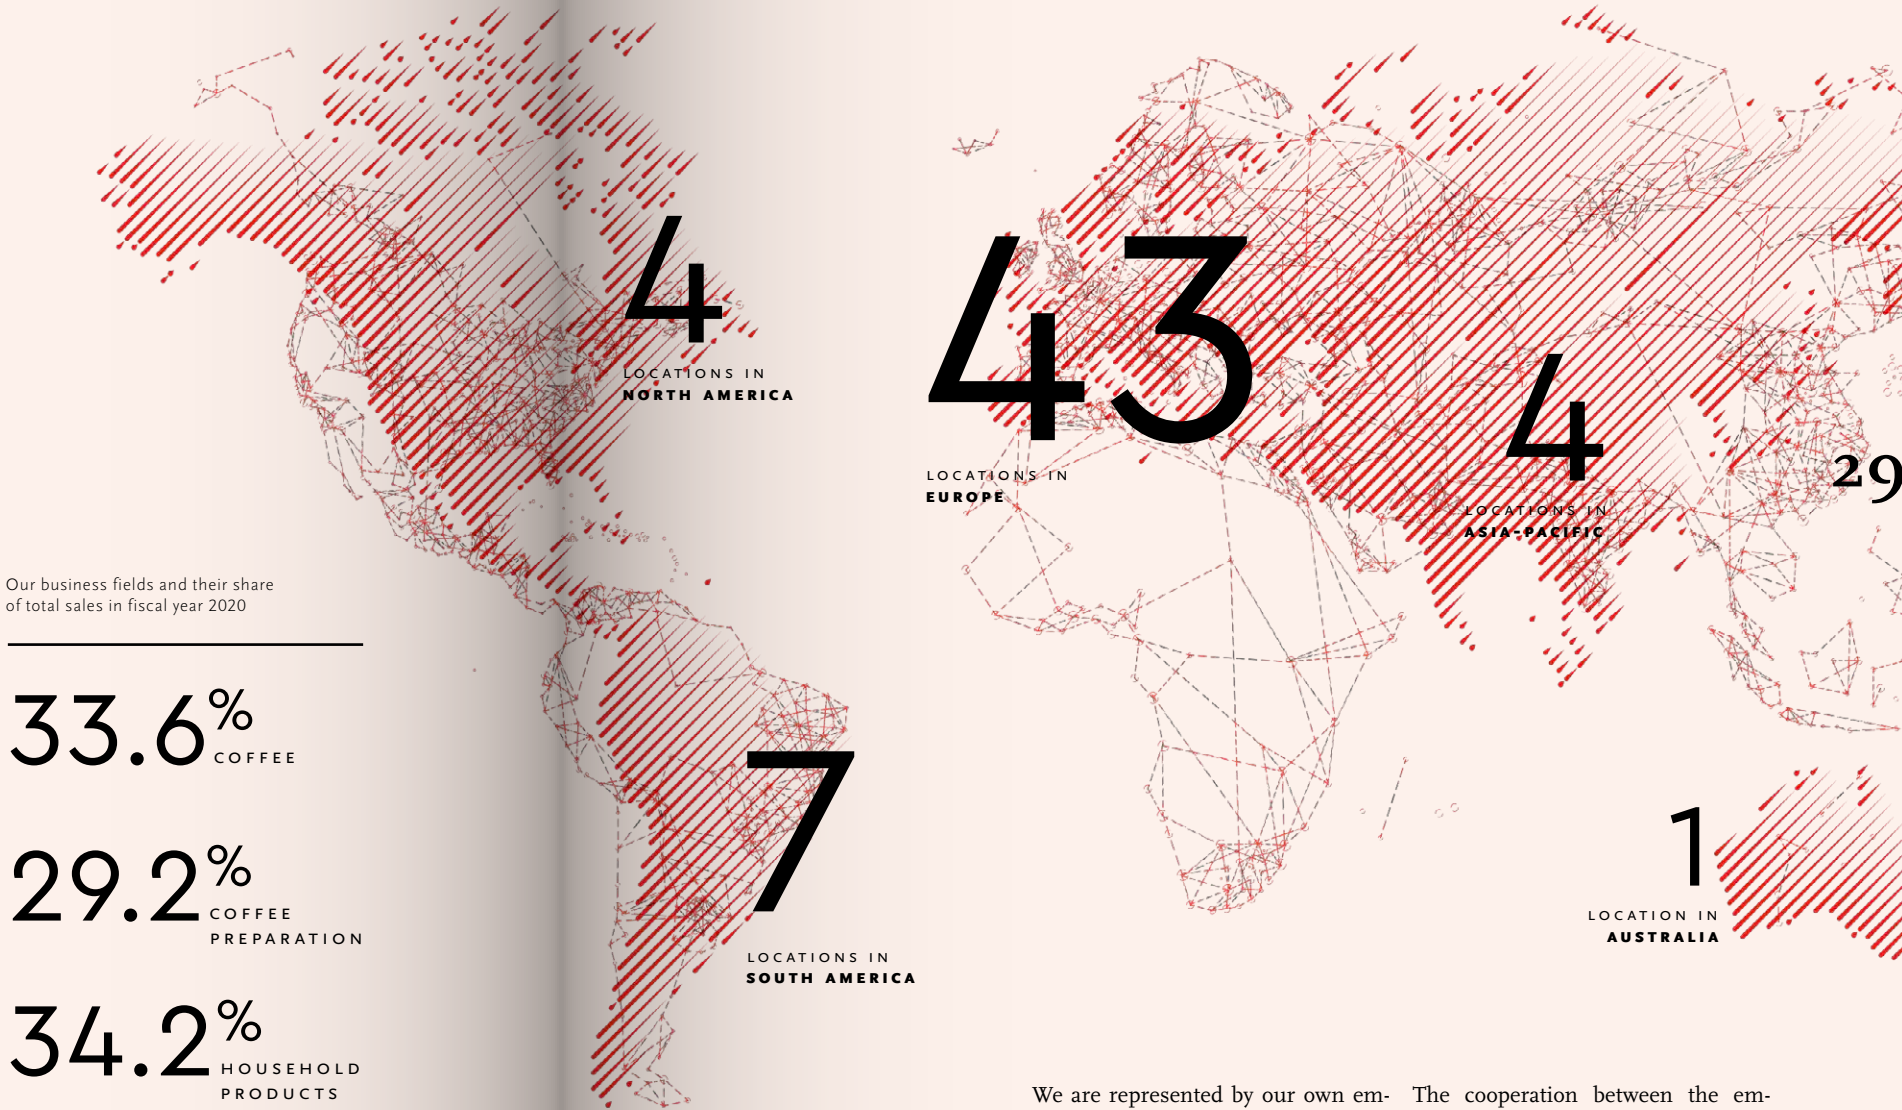 4
LOCATIONS IN
NORTH AMERICA
43
LOCATIONS IN
EUROPE
4
LOCATIONS IN
ASIA-PACIFIC
29
Our business fields and their share
of total sales in fiscal year 2020
33.6%
COFFEE
29.2%
COFFEE
PREPARATION
34.2%
HOUSEHOLD
PRODUCTS
7
LOCATIONS IN
SOUTH AMERICA
1
LOCATION IN
AUSTRALIA
We are represented by our own em-
The cooperation between the em-